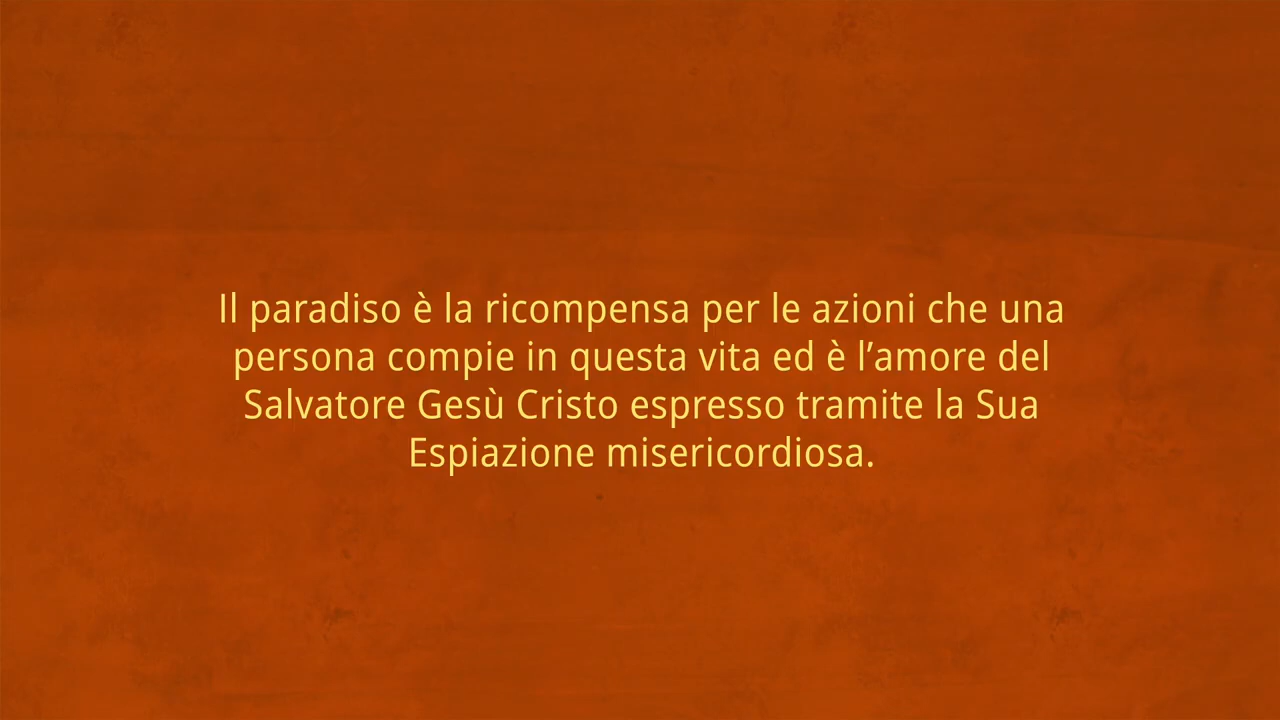 Il paradiso è la ricompensa per le azioni che una
persona compie in questa vita ed è l’amore del
Salvatore Gesù Cristo espresso tramite la Sua
Espiazione misericordiosa.